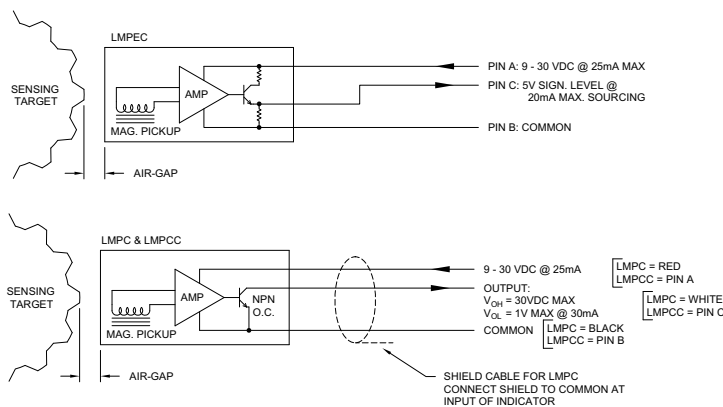 LMPEC
SENSING
TARGET
AMP
MAG. PICKUP
AIR-GAP
PIN A: 9 - 30 VDC @ 25mA MAX
PIN C: 5V SIGN. LEVEL @
20mA MAX. SOURCING
PIN B: COMMON
LMPC & LMPCC
SENSING
TARGET
AMP
NPN
O.C.
MAG. PICKUP
AIR-GAP
9 - 30 VDC @ 25mA
LMPC = RED
LMPCC = PIN A
OUTPUT:
VOH = 30VDC MAX
VOL = 1V MAX @ 30mA
LMPC = WHITE
LMPCC = PIN C
COMMON
LMPC = BLACK
LMPCC = PIN B
SHIELD CABLE FOR LMPC
CONNECT SHIELD TO COMMON AT
INPUT OF INDICATOR